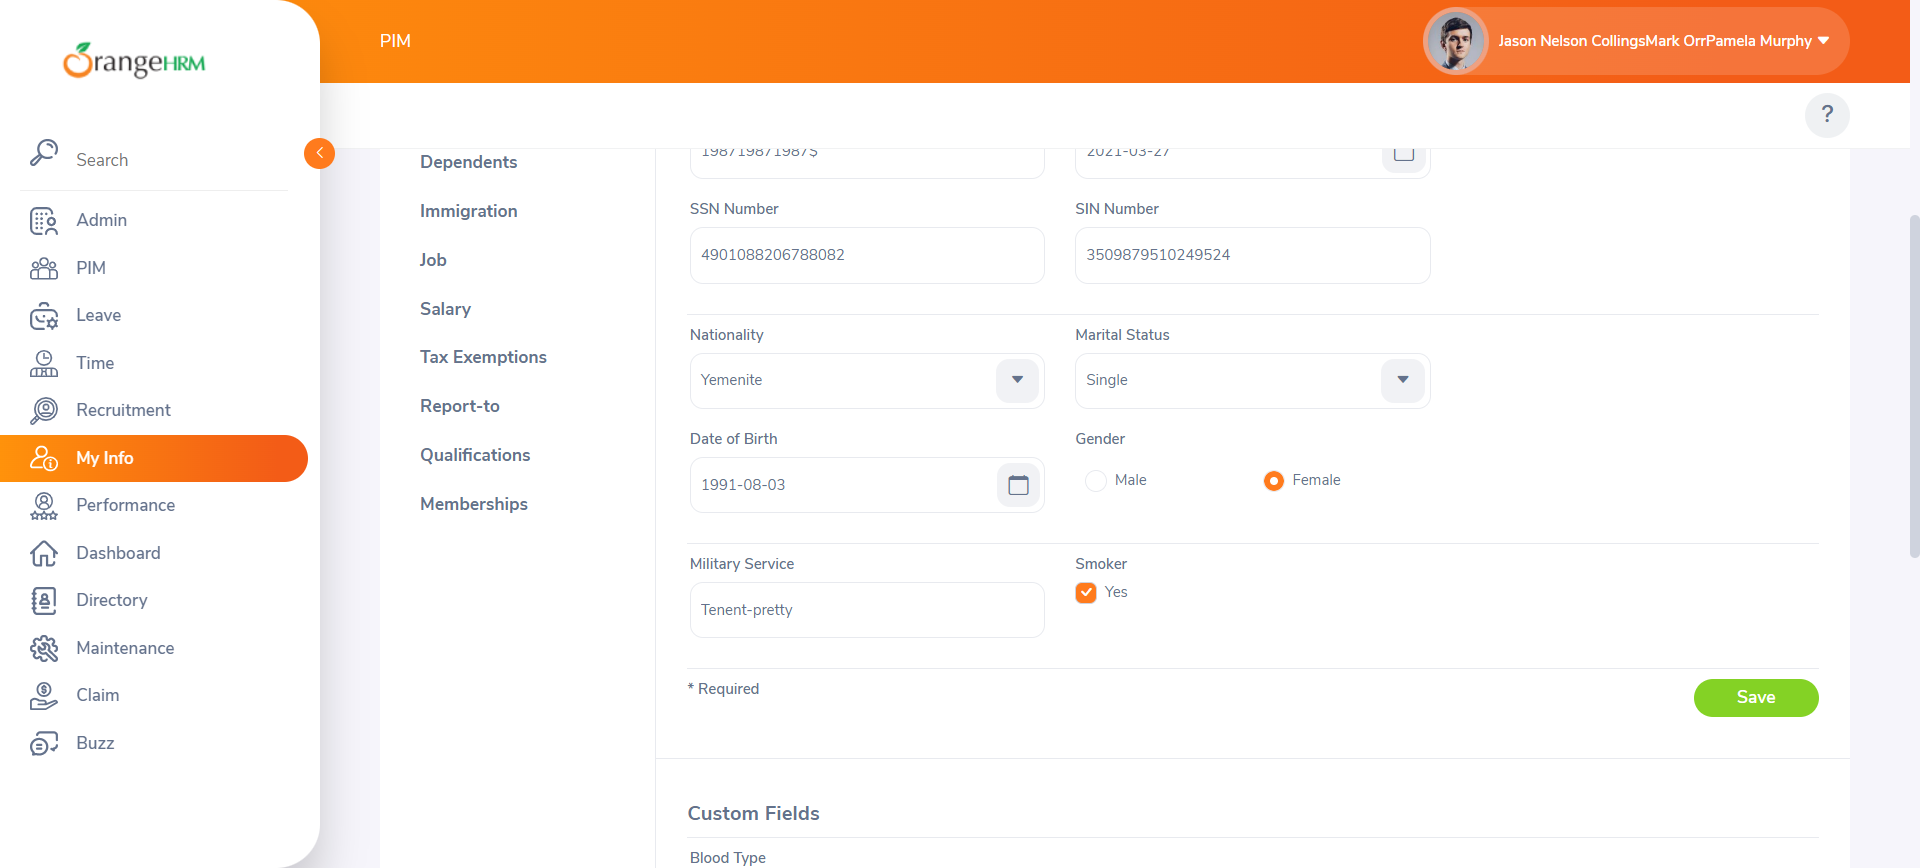 OrangeHRM
PIM
Jason Nelson CollingsMark OrrPamela Murphy
?
Search
Admin
PIM
Leave
Time
Recruitment
My Info
Performance
Dashboard
Directory
Maintenance
Claim
Buzz
Dependents
Immigration
Job
Salary
Tax Exemptions
Report-to
Qualifications
Memberships
198719871987$
2021-03-27
SSN Number
SIN Number
4901088206788082
3509879510249524
Nationality
Marital Status
Yemenite
Single
Date of Birth
Gender
1991-08-03
Male
Female
Military Service
Smoker
Yes
Tenent-pretty
* Required
Save
Custom Fields
Blood Type